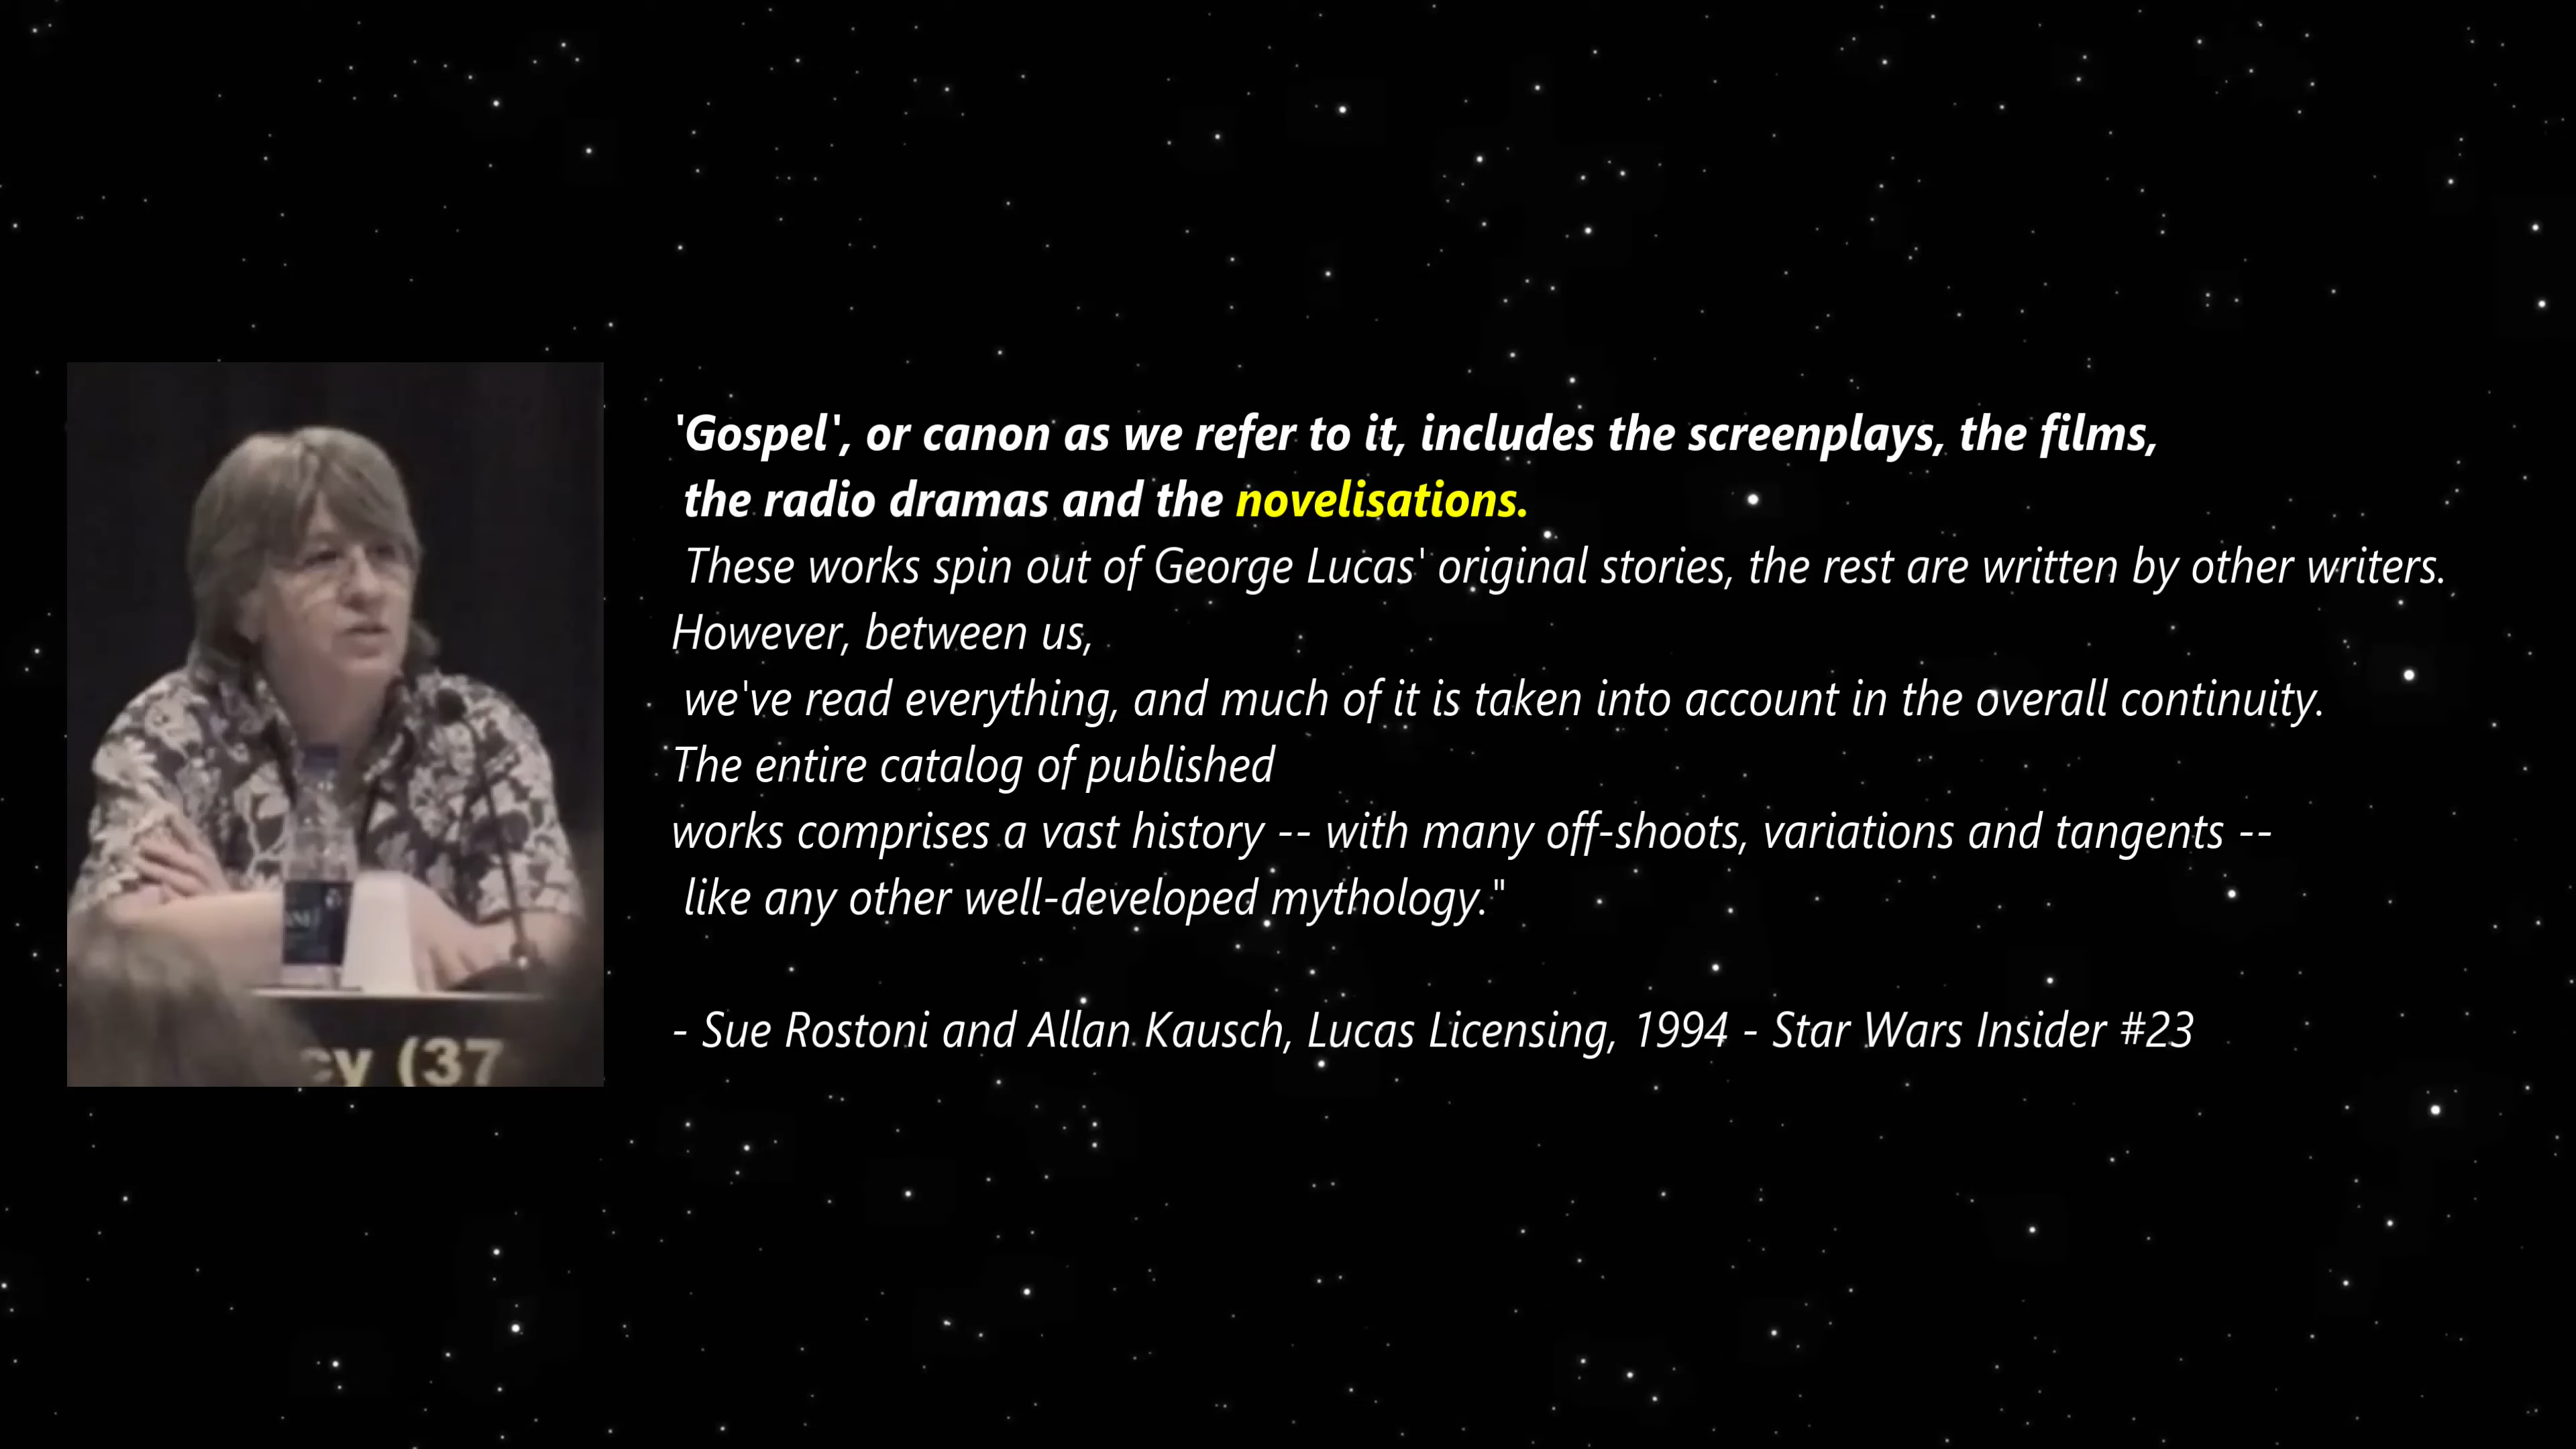 'Gospel', or canon as we refer to it, includes the screenplays, the films,
the radio dramas and the novelisations.
These works spin out of George Lucas' original stories, the rest are written by other writers.
However, between us,
we've read everything, and much of it is taken into account in the overall continuity.
The entire catalog of published
works comprises a vast history -- with many off-shoots, variations and tangents --
like any other well-developed mythology."
- Sue Rostoni and Allan Kausch, Lucas Licensing, 1994 - Star Wars Insider #23
cy (37